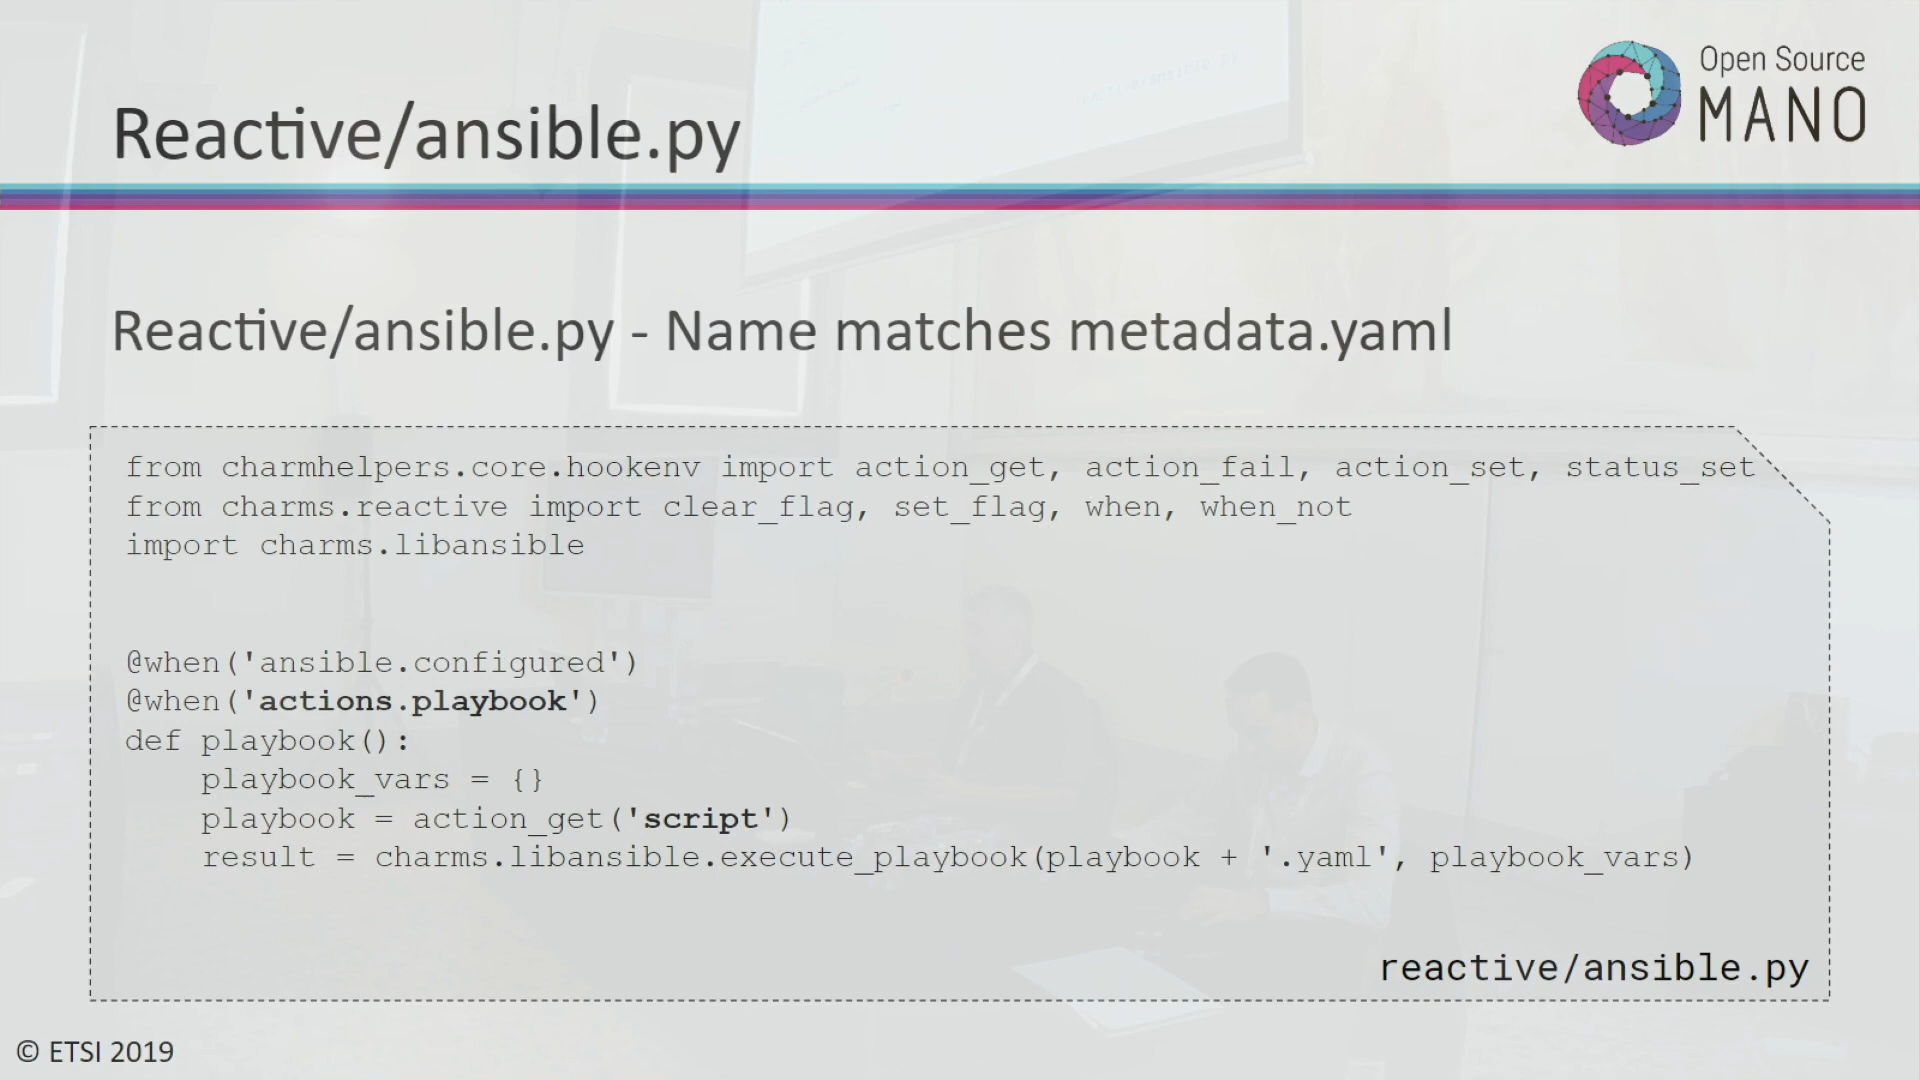 Reactive/ansible.py
Open Source
MANO
Reactive/ansible.py - Name matches metadata.yaml
from charmhelpers.core.hookenv import action_get, action_fail, action_set, status_set
from charms.reactive import clear_flag, set_flag, when, when_not
import charms.libansible
@when('ansible.configured')
@when('actions.playbook')
def playbook():
    playbook_vars = {}
    playbook = action_get('script')
    result = charms.libansible.execute_playbook(playbook + '.yaml', playbook_vars)
reactive/ansible.py
© ETSI 2019